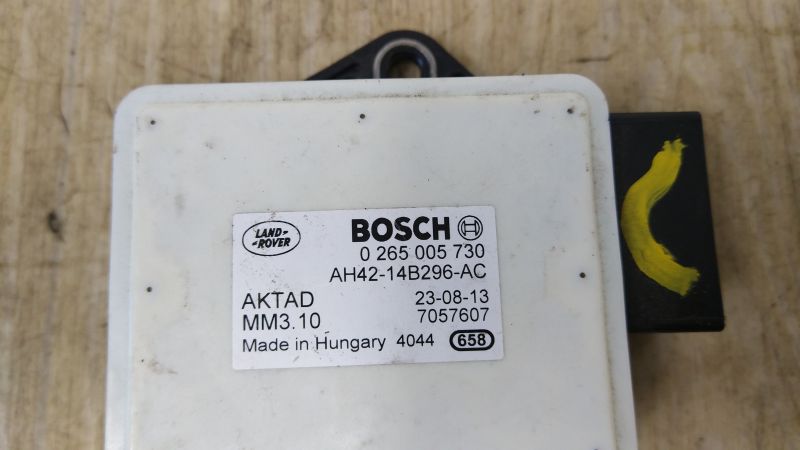 LAND-
-ROVER
BOSCH
0 265 005 730
AH42-14B296-AC
AKTAD 23-08-13
MM3.10 7057607
Made in Hungary 4044 658